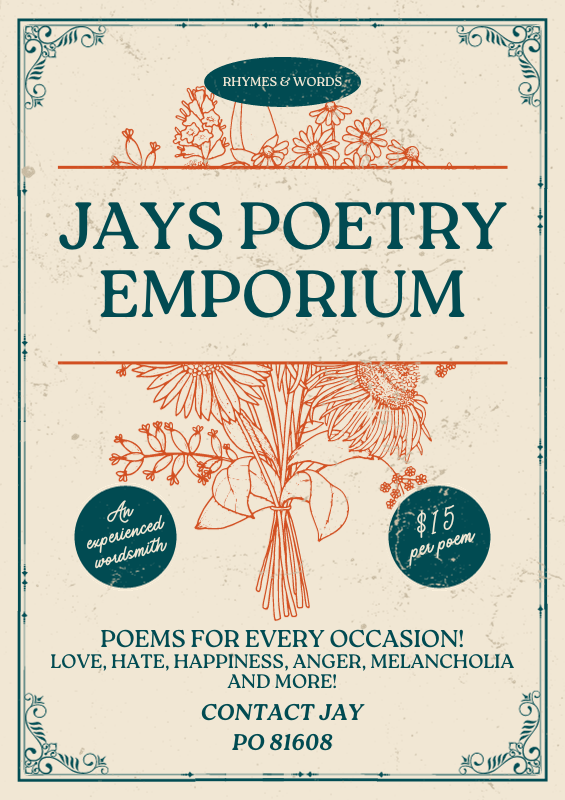 RHYMES & WORDS
JAYS POETRY
EMPORIUM
An
experienced
wordsmith
$15
per poem
POEMS FOR EVERY OCCASION!
LOVE, HATE, HAPPINESS, ANGER, MELANCHOLIA
AND MORE!
CONTACT JAY
PO 81608